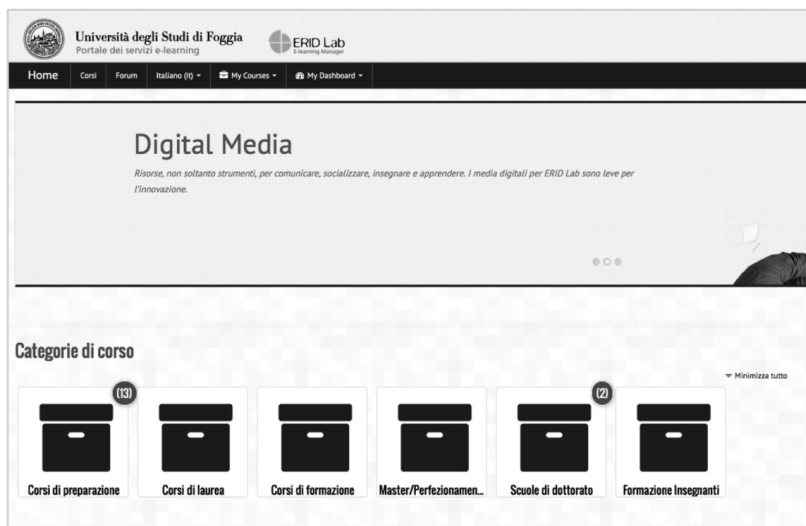 Università degli Studi di Foggia
Portale dei servizi e-learning
ERID Lab
E-learning Manager
Home Corsi Forum Italiano (it) My Courses My Dashboard
Digital Media
Risorse, non soltanto strumenti, per comunicare, socializzare, insegnare e apprendere. I media digitali per ERID Lab sono leve per
l'innovazione.
Categorie di corso
Minimizza tutto
(13) (2)
Corsi di preparazione Corsi di laurea Corsi di formazione Master/Perfezionamen... Scuole di dottorato Formazione Insegnanti